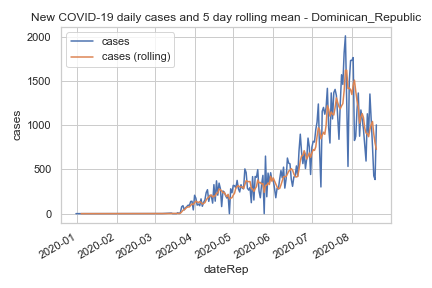 New COVID-19 daily cases and 5 day rolling mean - Dominican_Republic
cases
cases (rolling)
2000
1500
1000
500
0
cases
2020-01
2020-02
2020-03
2020-04
2020-05
2020-06
2020-07
2020-08
dateRep